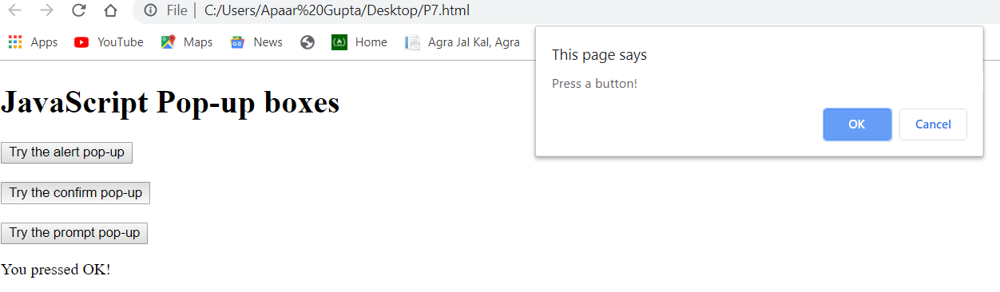 File | C:/Users/Apaar%20Gupta/Desktop/P7.html
Apps YouTube Maps News Home Agra Jal Kal, Agra
This page says
Press a button!
OK Cancel
JavaScript Pop-up boxes
Try the alert pop-up
Try the confirm pop-up
Try the prompt pop-up
You pressed OK!